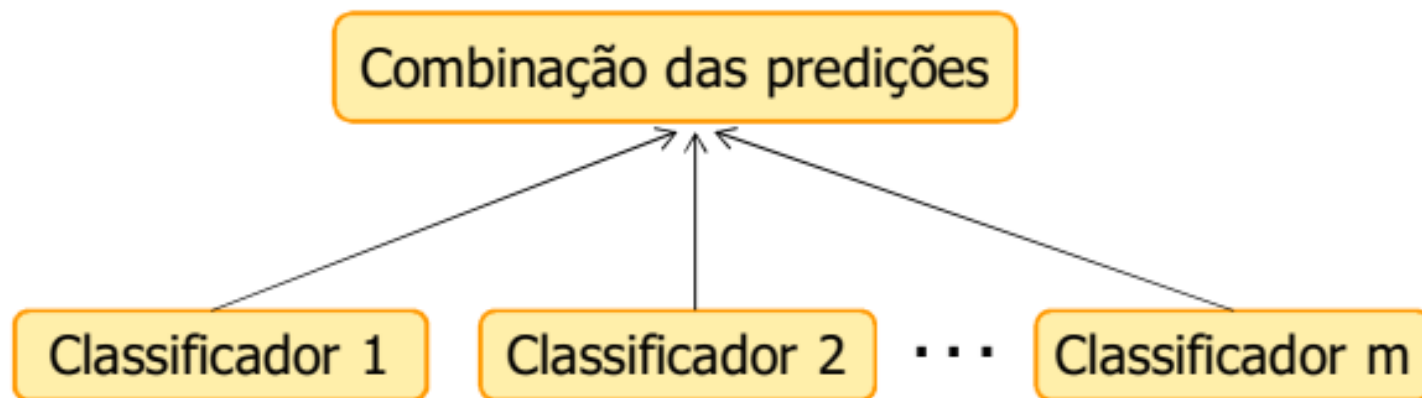 Combinação das predições
Classificador 1
Classificador 2
...
Classificador m